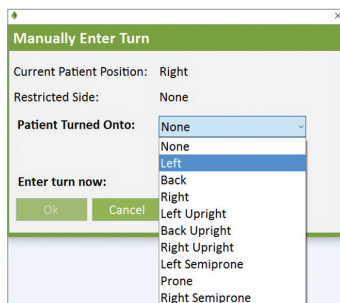 Manually Enter Turn
Current Patient Position: Right
Restricted Side: None
Patient Turned Onto: None
None
Left
Back
Enter turn now: Right
Ok Cancel Left Upright
Back Upright
Right Upright
Left Semiprone
Prone
Right Semiprone